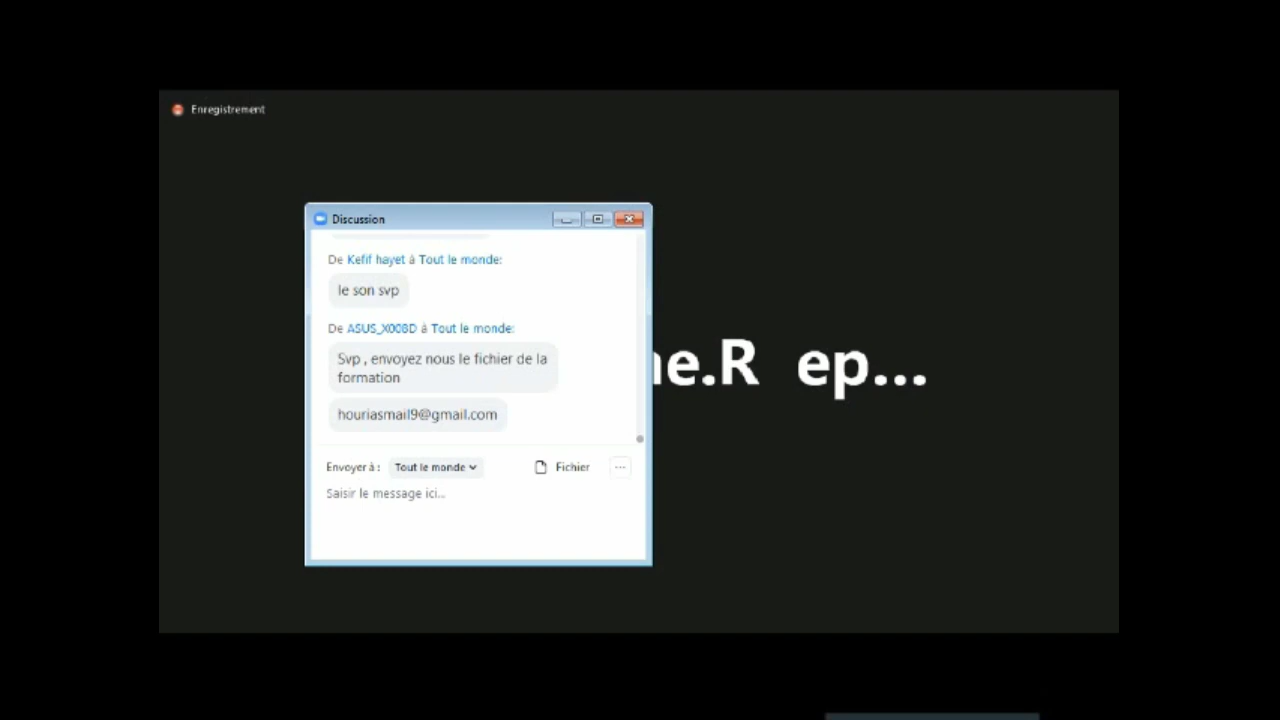 Enregistrement
Discussion
De Kefif hayet à Tout le monde:
le son svp
De ASUS_X008D à Tout le monde:
Svp , envoyez nous le fichier de la
formation
houriasmail9@gmail.com
e.R ep...
Envoyer à : Tout le monde
Fichier
Saisir le message ici...